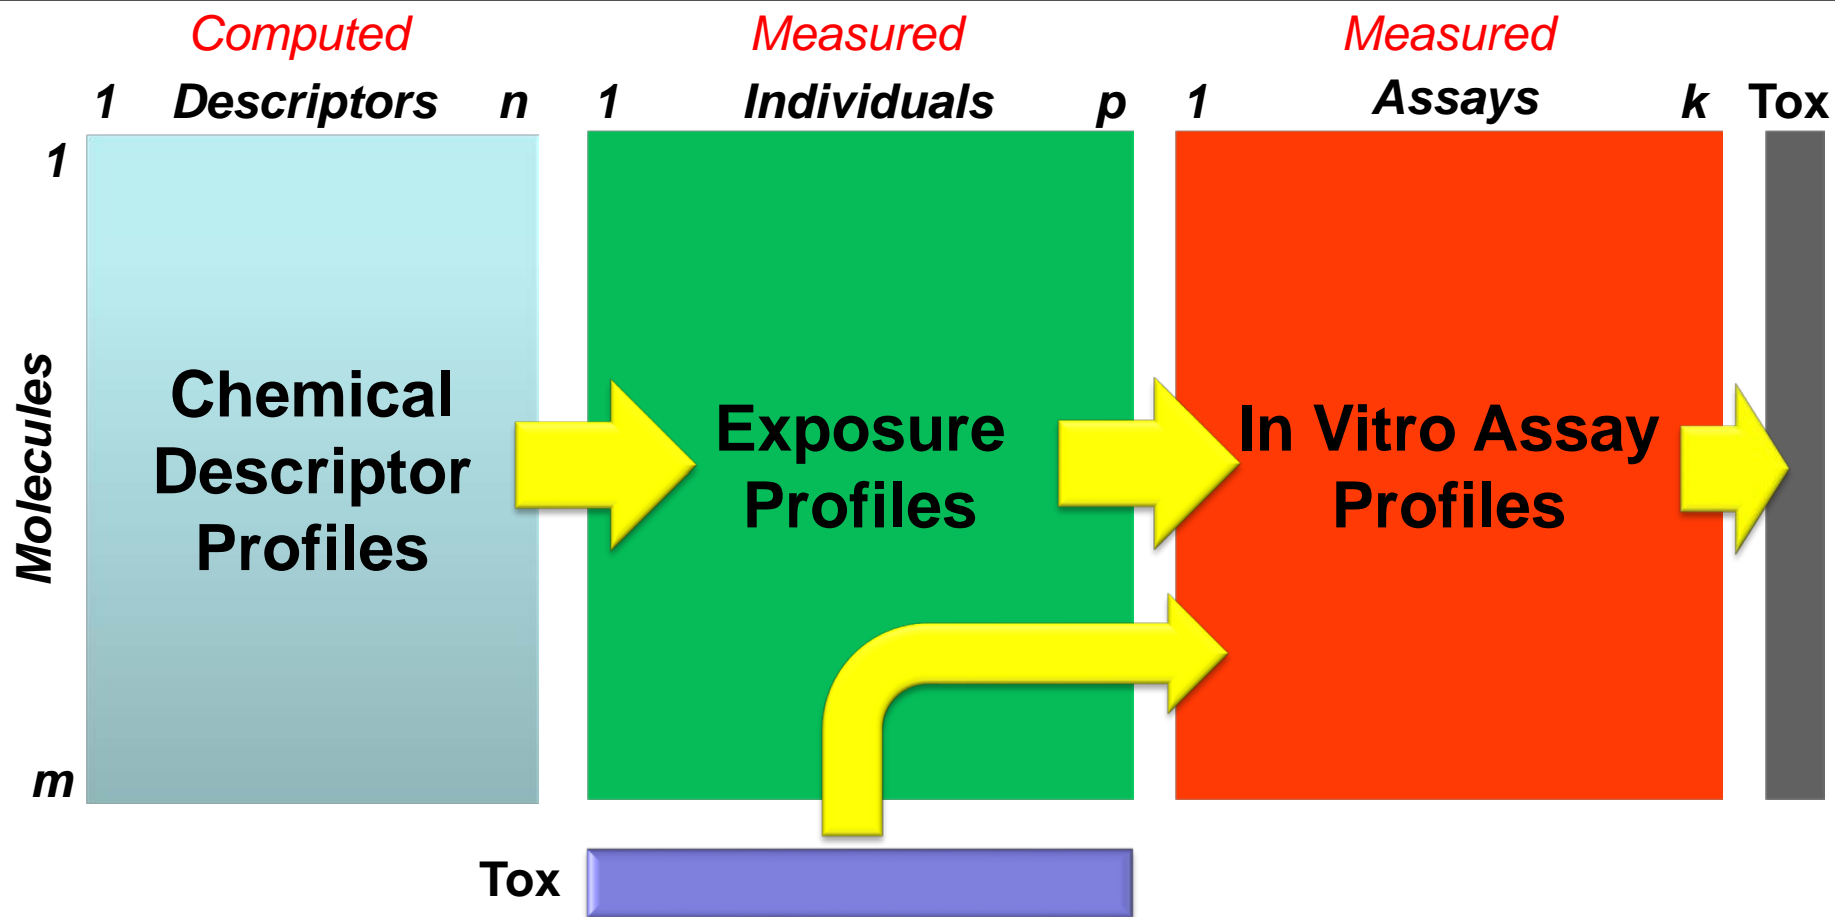 Computed
Measured
Measured
1 Descriptors n
1 Individuals p
1 Assays k
Tox
1
Molecules
m
Chemical
Descriptor
Profiles
Exposure
Profiles
In Vitro Assay
Profiles
Tox